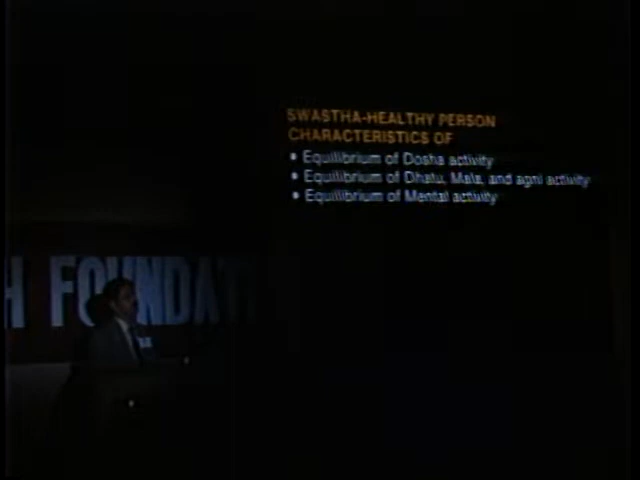 SWASTHA-HEALTHY PERSON
CHARACTERISTICS OF
• Equilibrium of Dosha activity
• Equilibrium of Dhatu, Mala, and agni activity
• Equilibrium of Mental activity
H FOUNDAT